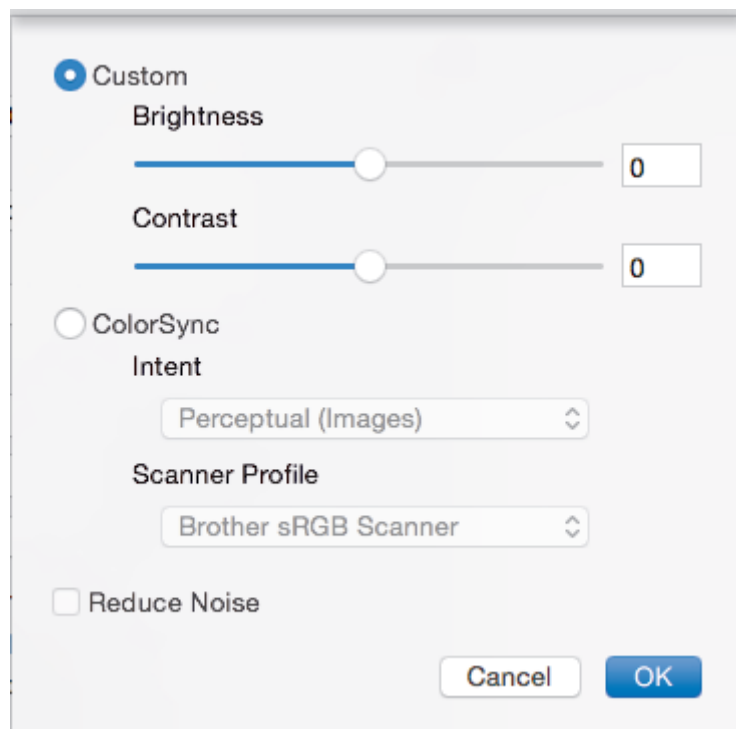 Custom
Brightness
0
Contrast
0
ColorSync
Intent
Perceptual (Images)
Scanner Profile
Brother sRGB Scanner
Reduce Noise
Cancel OK